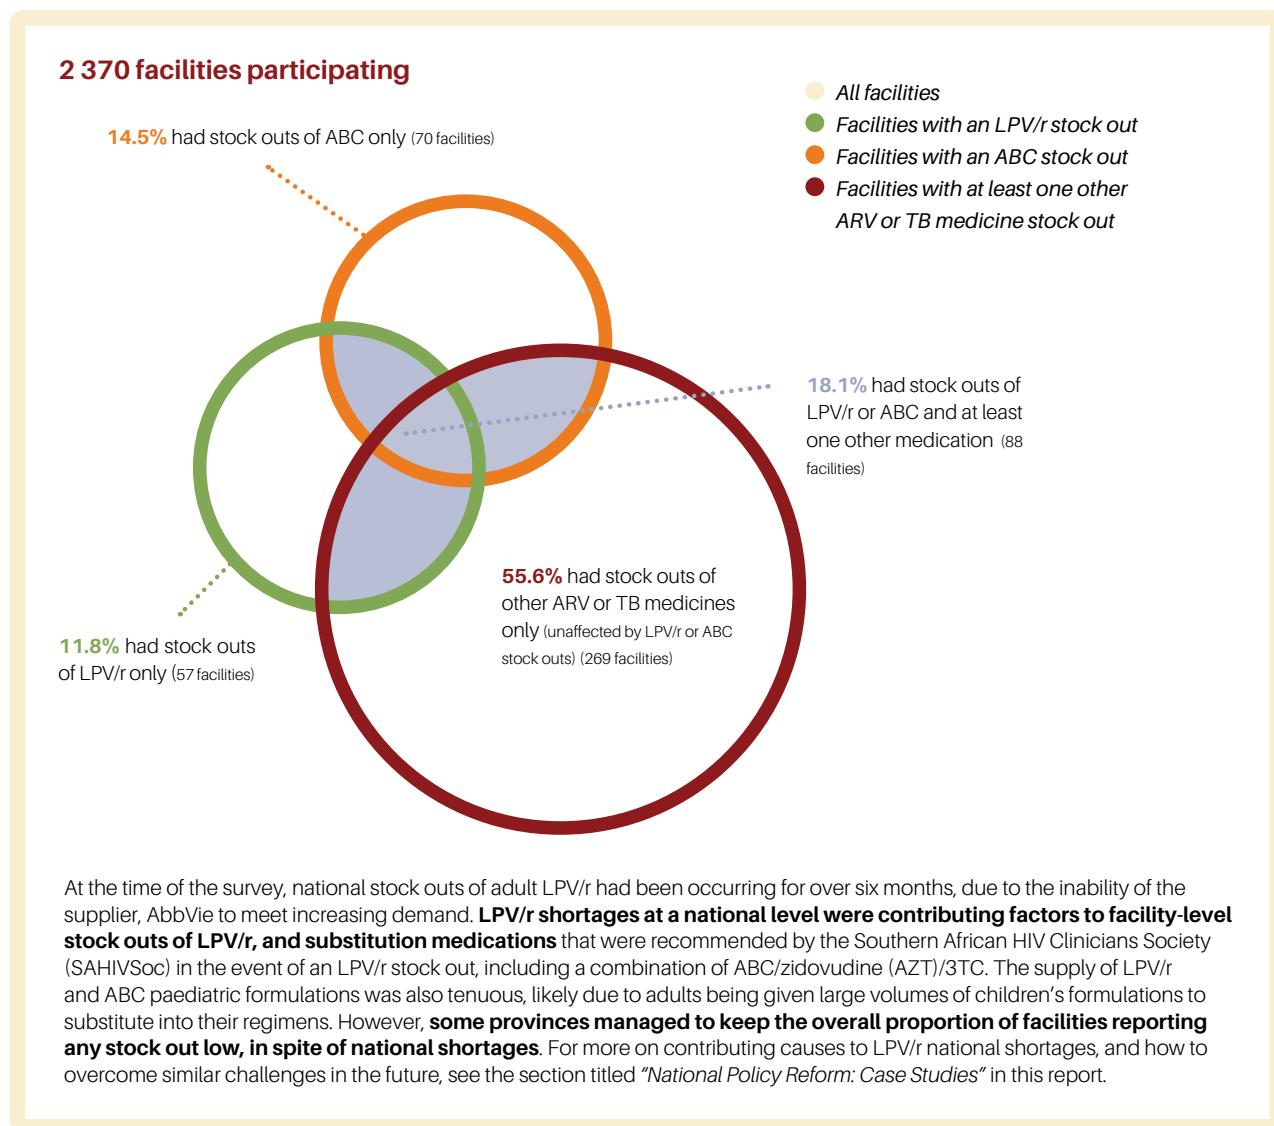 2 370 facilities participating
All facilities
Facilities with an LPV/r stock out
Facilities with an ABC stock out
Facilities with at least one other
ARV or TB medicine stock out
14.5% had stock outs of ABC only (70 facilities)
18.1% had stock outs of
LPV/r or ABC and at least
one other medication (88
facilities)
55.6% had stock outs of
other ARV or TB medicines
only (unaffected by LPV/r or ABC
stock outs) (269 facilities)
11.8% had stock outs
of LPV/r only (57 facilities)
At the time of the survey, national stock outs of adult LPV/r had been occurring for over six months, due to the inability of the
supplier, AbbVie to meet increasing demand. LPV/r shortages at a national level were contributing factors to facility-level
stock outs of LPV/r, and substitution medications that were recommended by the Southern African HIV Clinicians Society
(SAHIVSoc) in the event of an LPV/r stock out, including a combination of ABC/zidovudine (AZT)/3TC. The supply of LPV/r
and ABC paediatric formulations was also tenuous, likely due to adults being given large volumes of children’s formulations to
substitute into their regimens. However, some provinces managed to keep the overall proportion of facilities reporting
any stock out low, in spite of national shortages. For more on contributing causes to LPV/r national shortages, and how to
overcome similar challenges in the future, see the section titled “National Policy Reform: Case Studies” in this report.